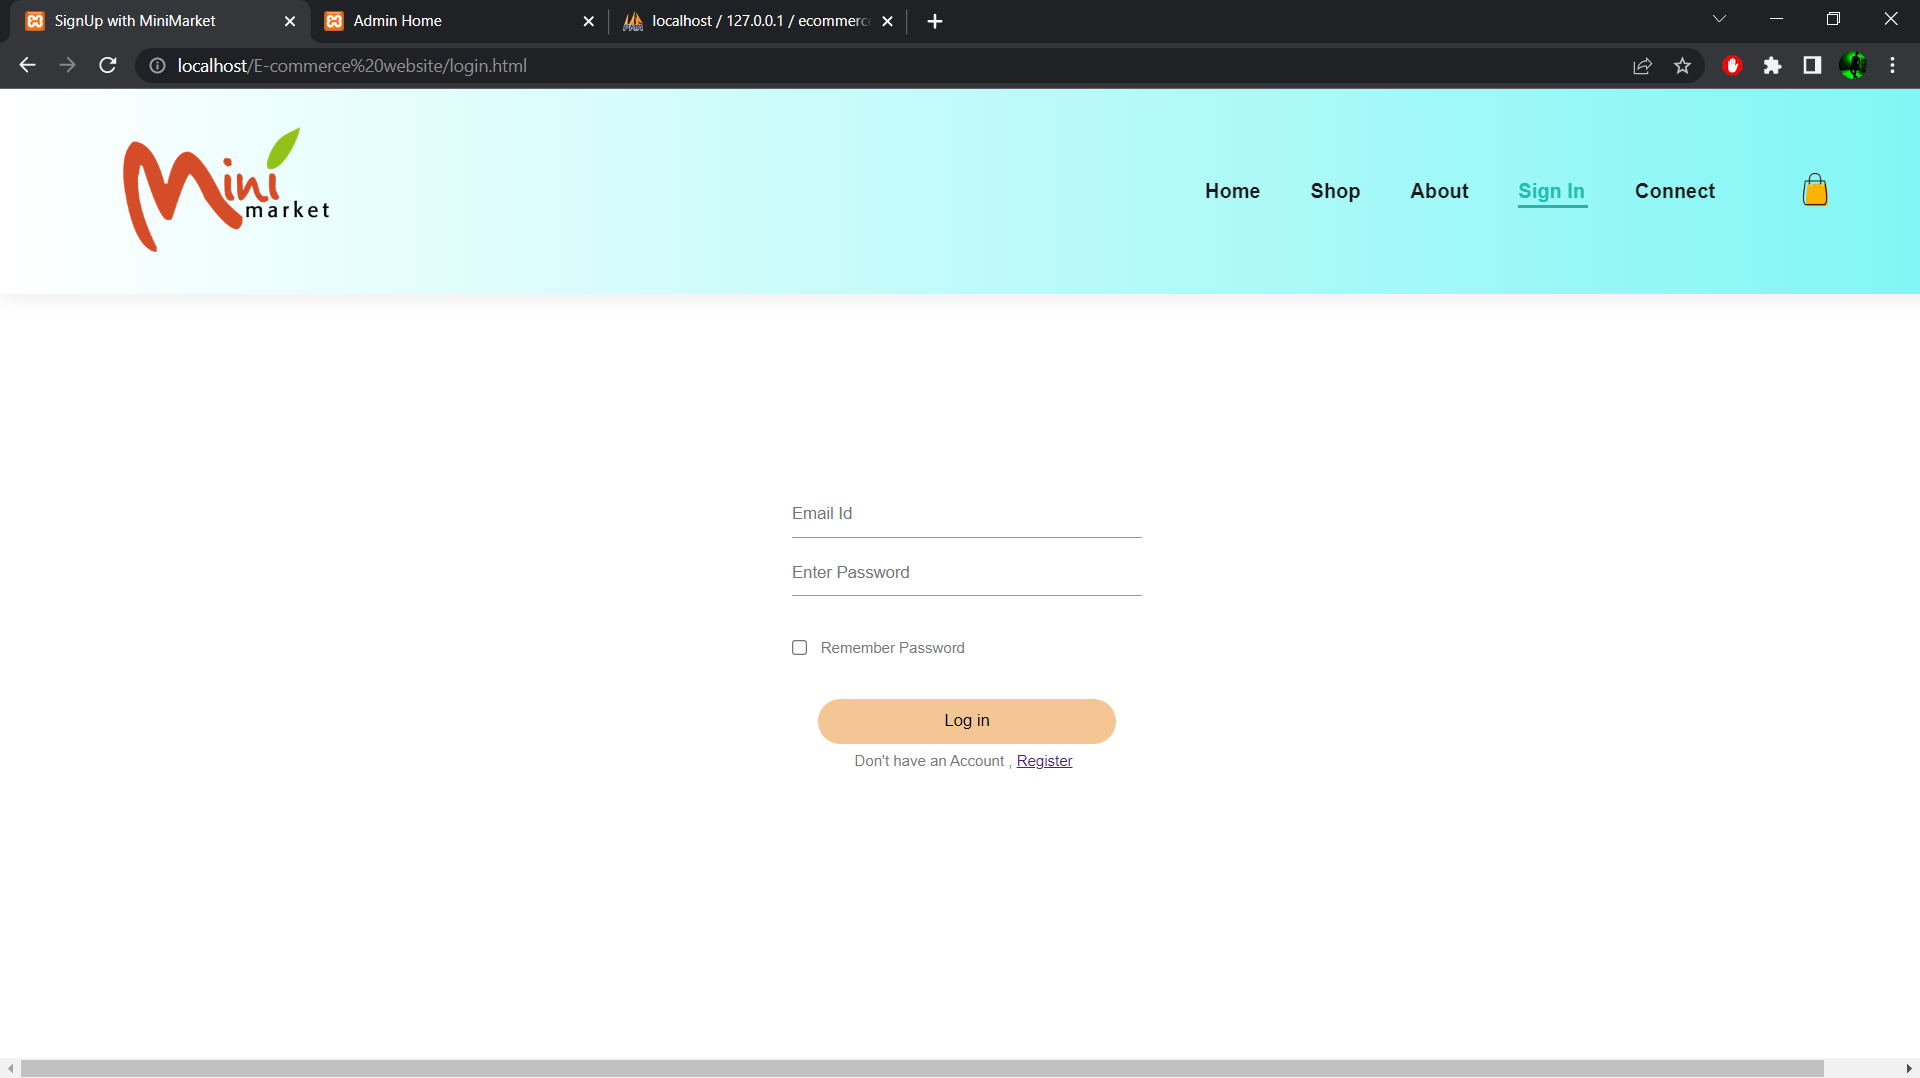 SignUp with MiniMarket
Admin Home
localhost / 127.0.0.1 / ecommerc
localhost/E-commerce%20website/login.html
Mini
market
Home
Shop
About
Sign In
Connect
Email Id
Enter Password
Remember Password
Log in
Don't have an Account , Register